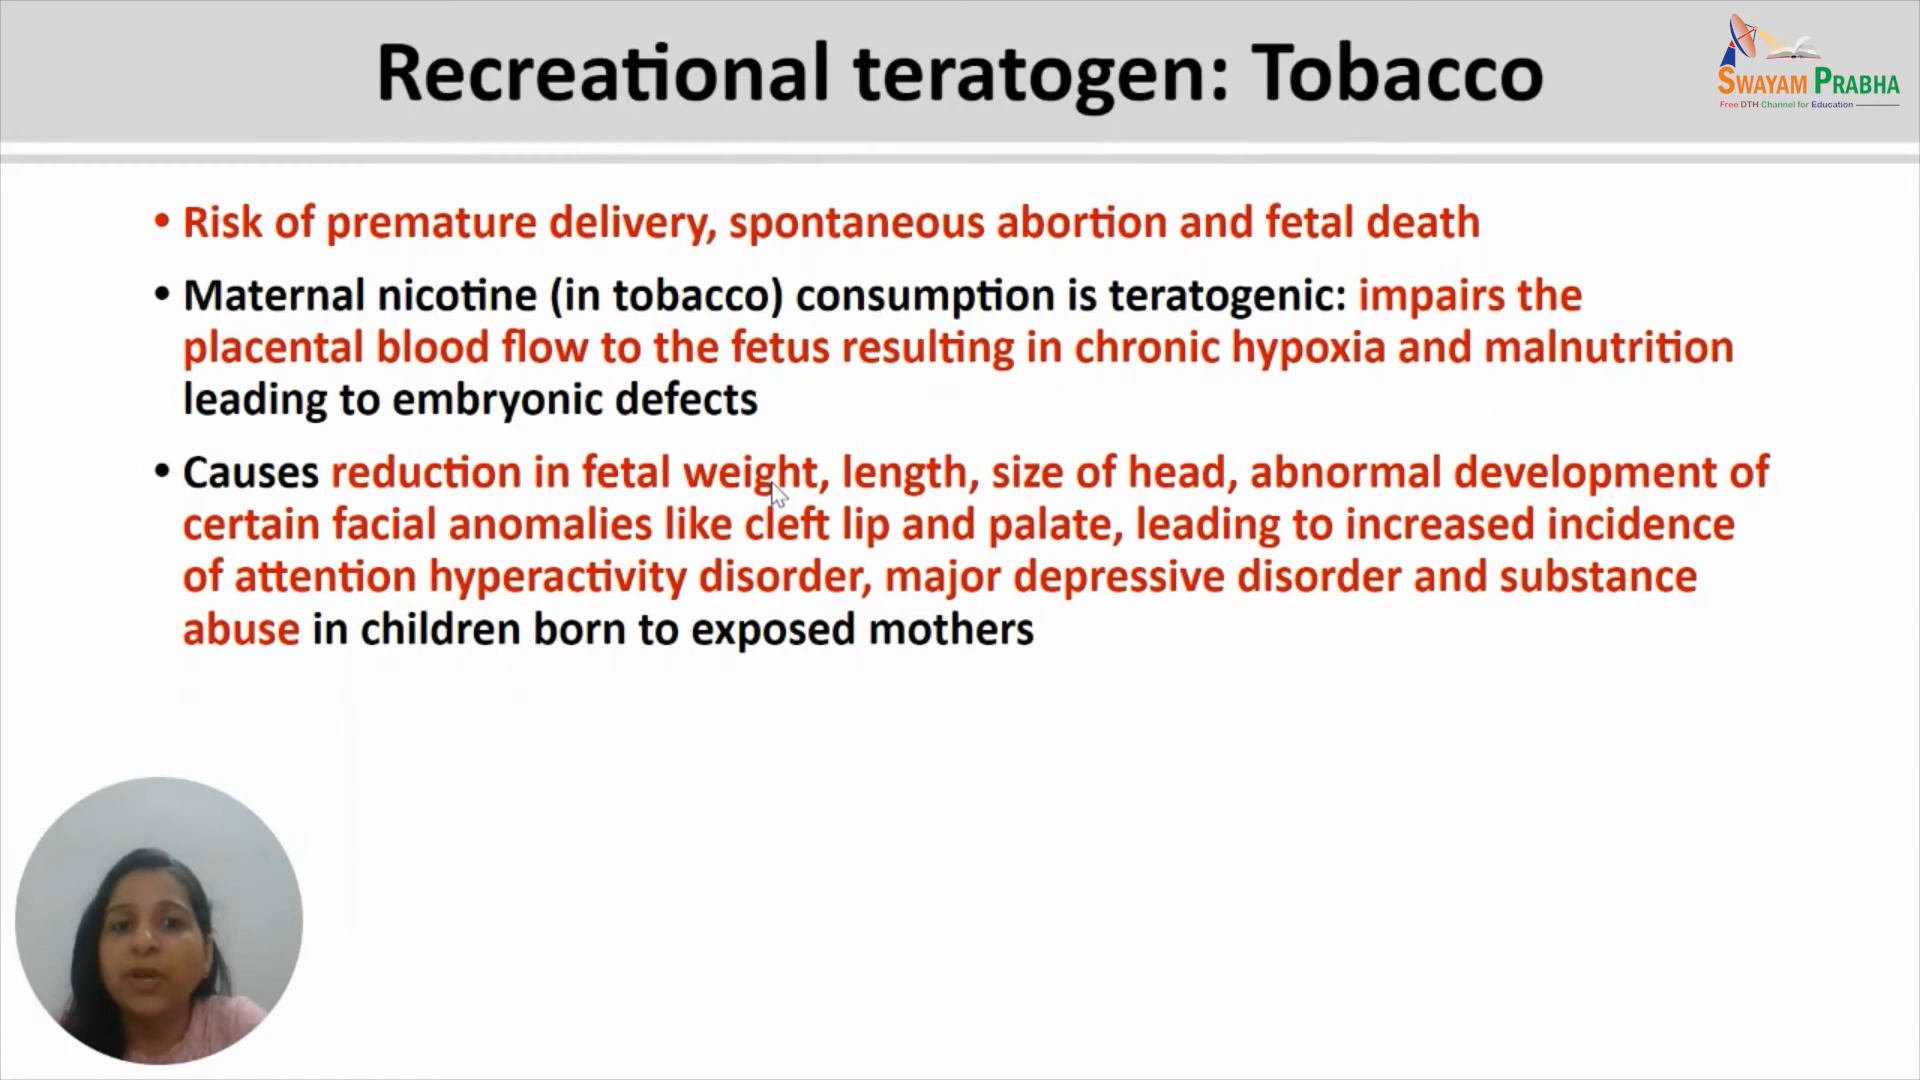 Recreational teratogen: Tobacco
SWAYAM PRABHA
Free DTH Channel for Education
• Risk of premature delivery, spontaneous abortion and fetal death
• Maternal nicotine (in tobacco) consumption is teratogenic: impairs the
placental blood flow to the fetus resulting in chronic hypoxia and malnutrition
leading to embryonic defects
• Causes reduction in fetal weight, length, size of head, abnormal development of
certain facial anomalies like cleft lip and palate, leading to increased incidence
of attention hyperactivity disorder, major depressive disorder and substance
abuse in children born to exposed mothers